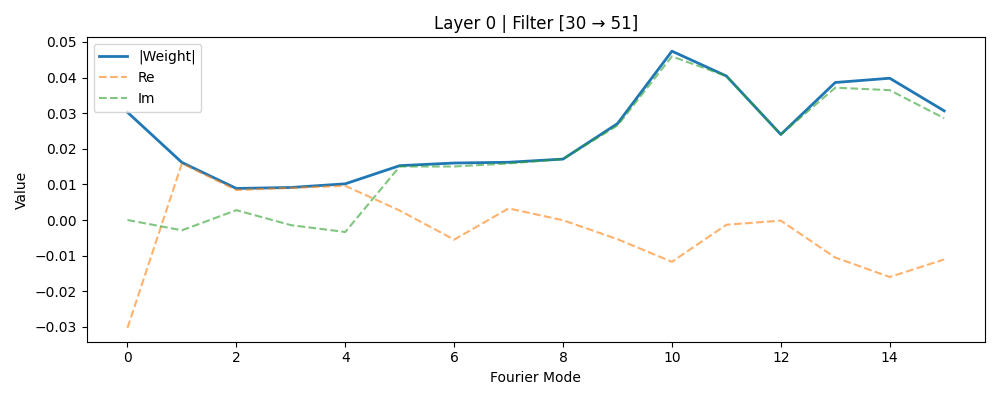 Layer 0 | Filter [30 → 51]
0.05
0.04
0.03
0.02
0.01
0.00
−0.01
−0.02
−0.03
Value
|Weight|
Re
Im
0 2 4 6 8 10 12 14
Fourier Mode